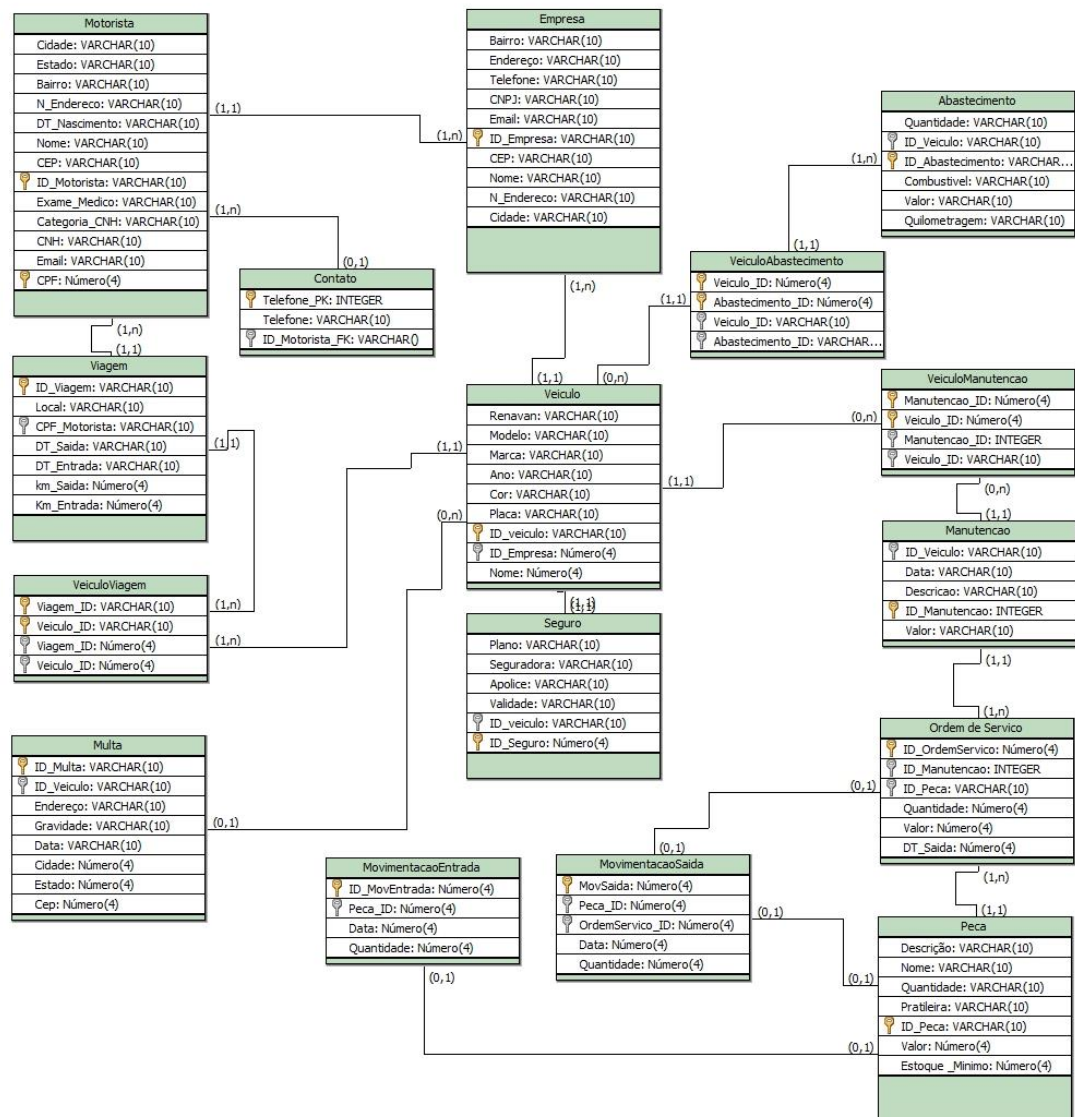 Motorista
Cidade: VARCHAR(10)
Estado: VARCHAR(10)
Bairro: VARCHAR(10)
N_Endereco: VARCHAR(10)
DT_Nascimento: VARCHAR(10)
Nome: VARCHAR(10)
CEP: VARCHAR(10)
ID_Motorista: VARCHAR(10)
Exame_Medico: VARCHAR(10)
Categoria_CNH: VARCHAR(10)
CNH: VARCHAR(10)
Email: VARCHAR(10)
CPF: Número(4)
(1,1)
(1,n)
(1,n)
(0,1)
(1,n)
(1,1)
Empresa
Bairro: VARCHAR(10)
Endereço: VARCHAR(10)
Telefone: VARCHAR(10)
CNPJ: VARCHAR(10)
Email: VARCHAR(10)
ID_Empresa: VARCHAR(10)
CEP: VARCHAR(10)
Nome: VARCHAR(10)
N_Endereco: VARCHAR(10)
Cidade: VARCHAR(10)
(1,n)
(1,1)
Abastecimento
Quantidade: VARCHAR(10)
ID_Veiculo: VARCHAR(10)
ID_Abastecimento: VARCHAR...
Combustivel: VARCHAR(10)
Valor: VARCHAR(10)
Quilometragem: VARCHAR(10)
(1,n)
(1,1)
Contato
Telefone_PK: INTEGER
Telefone: VARCHAR(10)
ID_Motorista_FK: VARCHAR()
VeiculoAbastecimento
Veiculo_ID: Número(4)
Abastecimento_ID: Número(4)
Veiculo_ID: VARCHAR(10)
Abastecimento_ID: VARCHAR...
(1,1)
(0,n)
Viagem
ID_Viagem: VARCHAR(10)
Local: VARCHAR(10)
CPF_Motorista: VARCHAR(10)
DT_Saida: VARCHAR(10)
DT_Entrada: VARCHAR(10)
km_Saida: Número(4)
Km_Entrada: Número(4)
(1,1)
(1,n)
Veiculo
Renavan: VARCHAR(10)
Modelo: VARCHAR(10)
Marca: VARCHAR(10)
Ano: VARCHAR(10)
Cor: VARCHAR(10)
Placa: VARCHAR(10)
ID_veiculo: VARCHAR(10)
ID_Empresa: Número(4)
Nome: Número(4)
(1,1)
(0,n)
(1,1)
(0,n)
VeiculoManutencao
Manutencao_ID: Número(4)
Veiculo_ID: Número(4)
Manutencao_ID: INTEGER
Veiculo_ID: VARCHAR(10)
(0,n)
(1,1)
Manutencao
ID_Veiculo: VARCHAR(10)
Data: VARCHAR(10)
Descricao: VARCHAR(10)
ID_Manutencao: INTEGER
Valor: VARCHAR(10)
(1,1)
(1,n)
VeiculoViagem
Viagem_ID: VARCHAR(10)
Veiculo_ID: VARCHAR(10)
Viagem_ID: Número(4)
Veiculo_ID: Número(4)
(1,n)
(1,1)
Seguro
Plano: VARCHAR(10)
Seguradora: VARCHAR(10)
Apolice: VARCHAR(10)
Validade: VARCHAR(10)
ID_veiculo: VARCHAR(10)
ID_Seguro: Número(4)
Multa
ID_Multa: VARCHAR(10)
ID_Veiculo: VARCHAR(10)
Endereço: VARCHAR(10)
Gravidade: VARCHAR(10)
Data: VARCHAR(10)
Cidade: Número(4)
Estado: Número(4)
Cep: Número(4)
(0,1)
Ordem de Servico
ID_OrdemServico: Número(4)
ID_Manutencao: INTEGER
ID_Peca: VARCHAR(10)
Quantidade: Número(4)
Valor: Número(4)
DT_Saida: Número(4)
(0,1)
(0,1)
(1,n)
(1,1)
MovimentacaoEntrada
ID_MovEntrada: Número(4)
Peca_ID: Número(4)
Data: Número(4)
Quantidade: Número(4)
(0,1)
MovimentacaoSaida
MovSaida: Número(4)
Peca_ID: Número(4)
OrdemServico_ID: Número(4)
Data: Número(4)
Quantidade: Número(4)
(0,1)
(0,1)
Peca
Descrição: VARCHAR(10)
Nome: VARCHAR(10)
Quantidade: VARCHAR(10)
Pratileira: VARCHAR(10)
ID_Peca: VARCHAR(10)
Valor: Número(4)
Estoque _Minimo: Número(4)
(0,1)